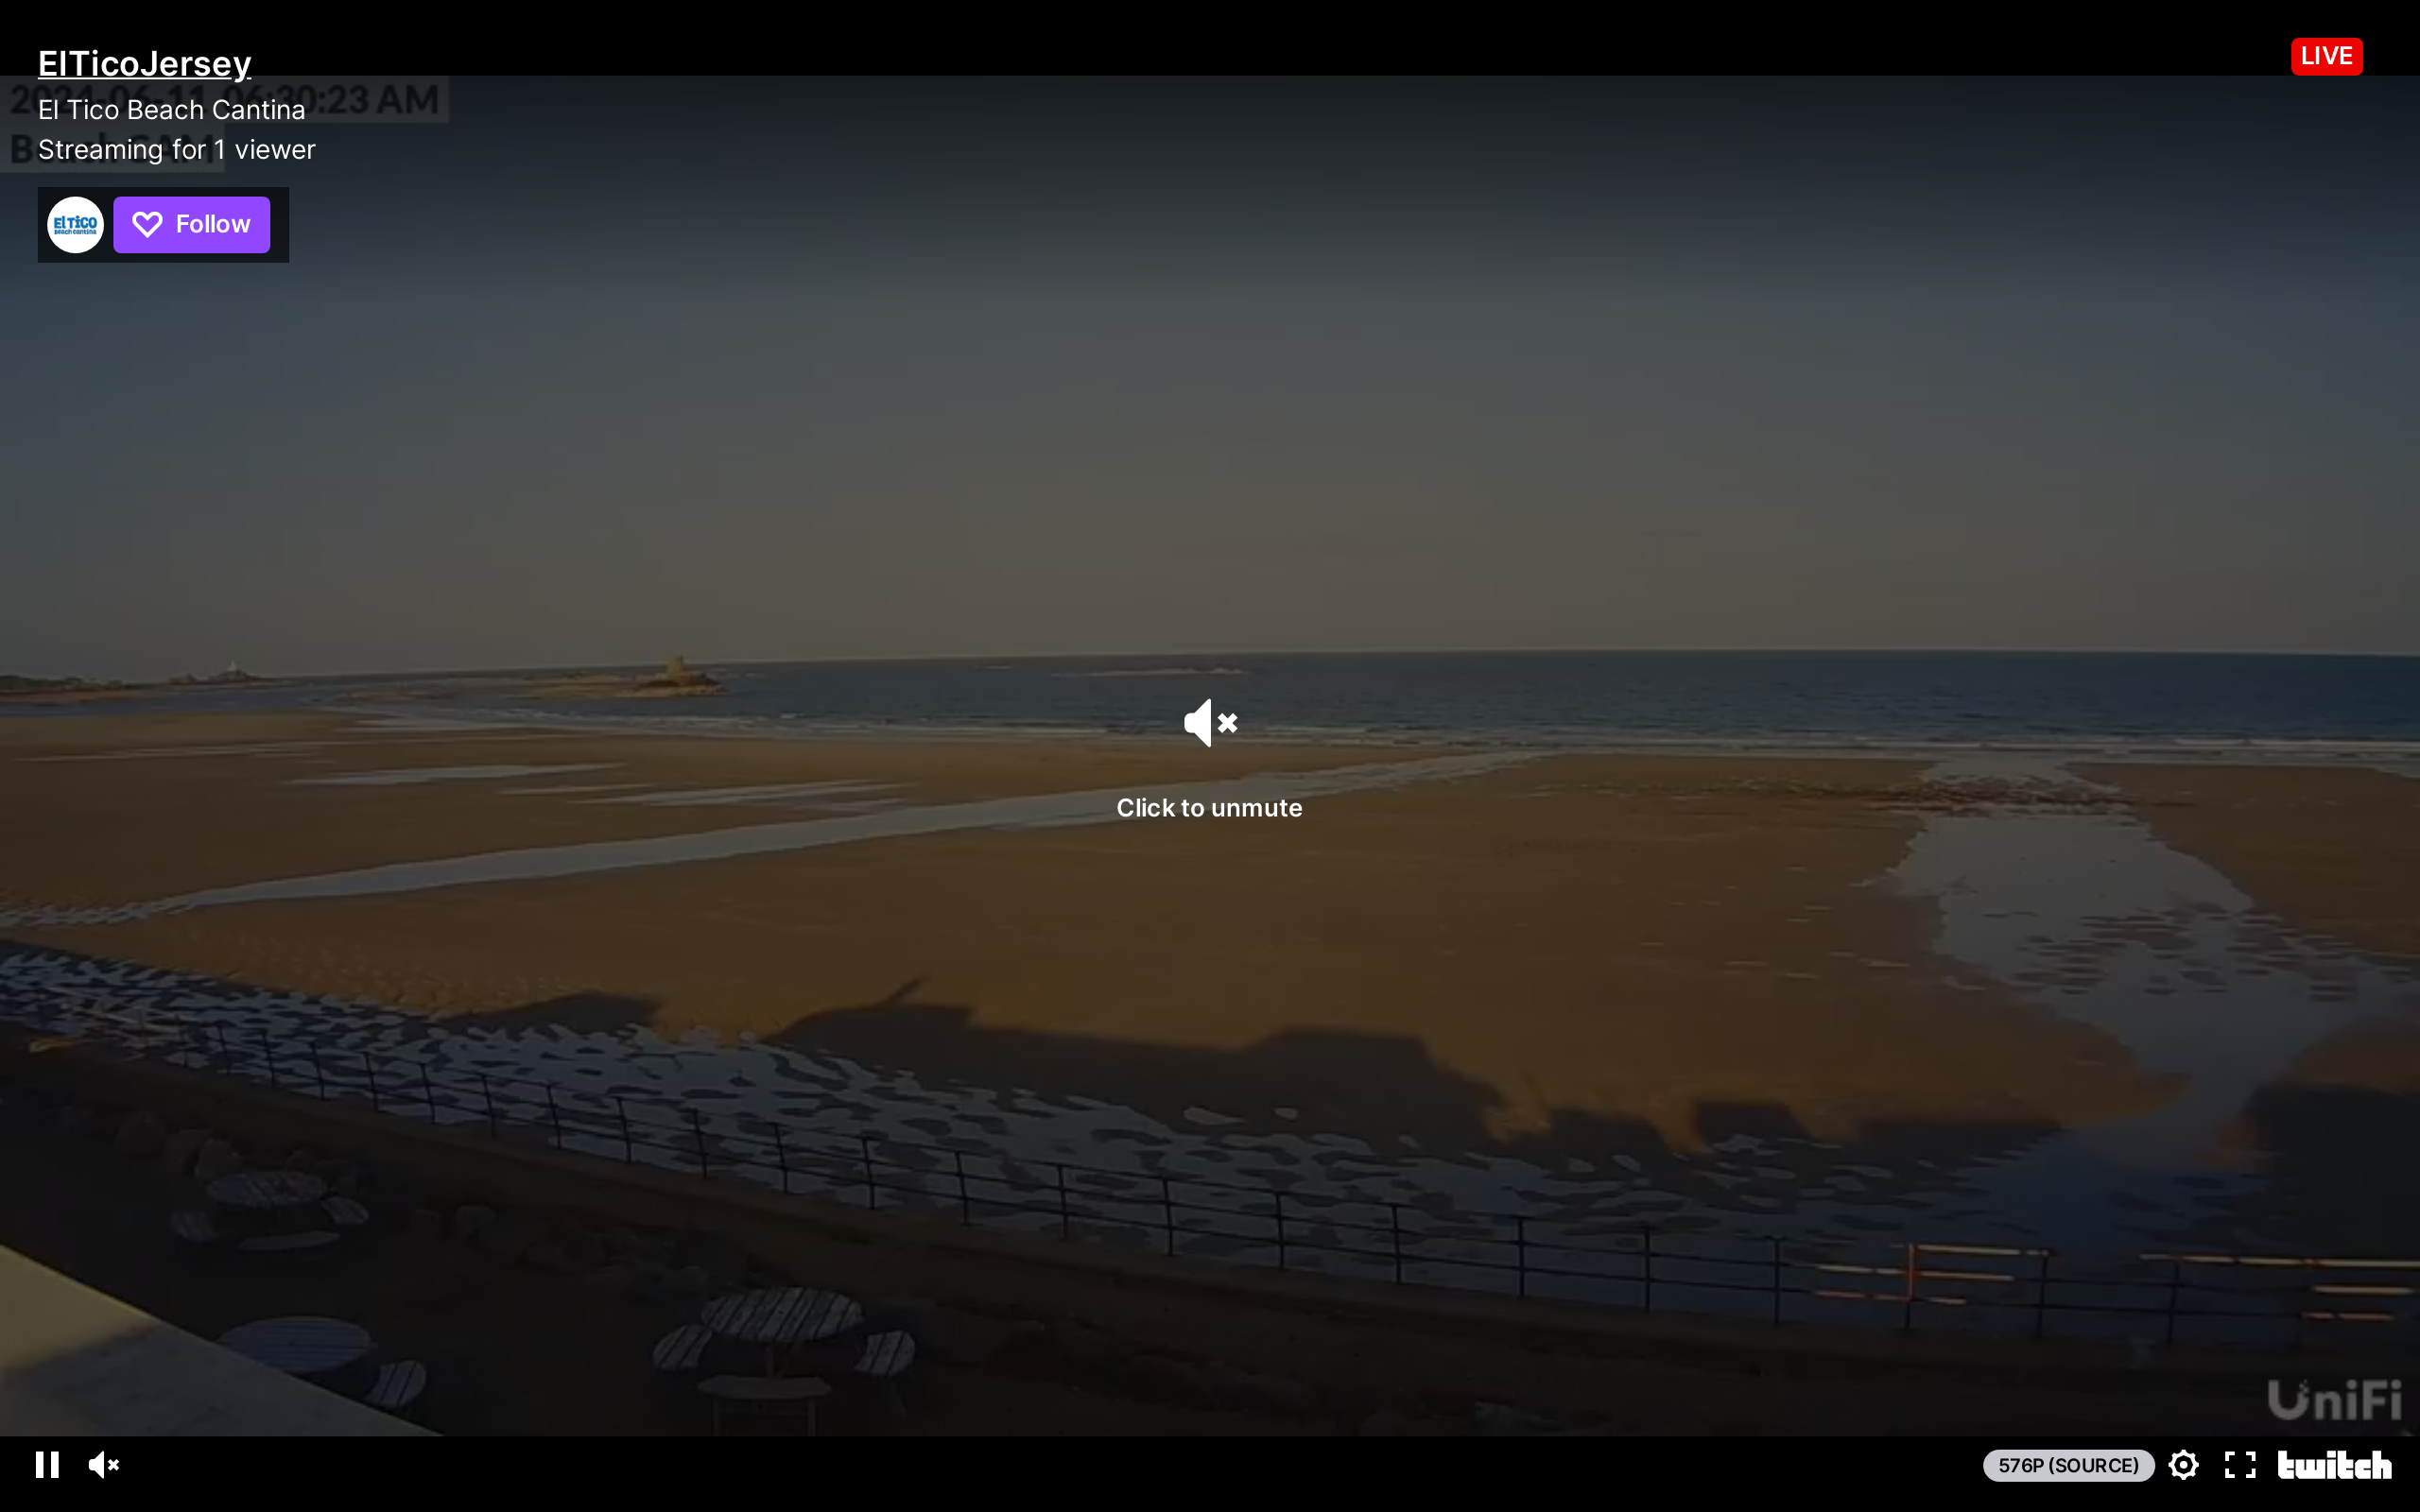 ElTicoJersey
LIVE
2024-06-11 06:30:23 AM
El Tico Beach Cantina
Streaming for 1 viewer
El Tico
Beach Cantina
Follow
Click to unmute
UniFi
576P (SOURCE)
twitch